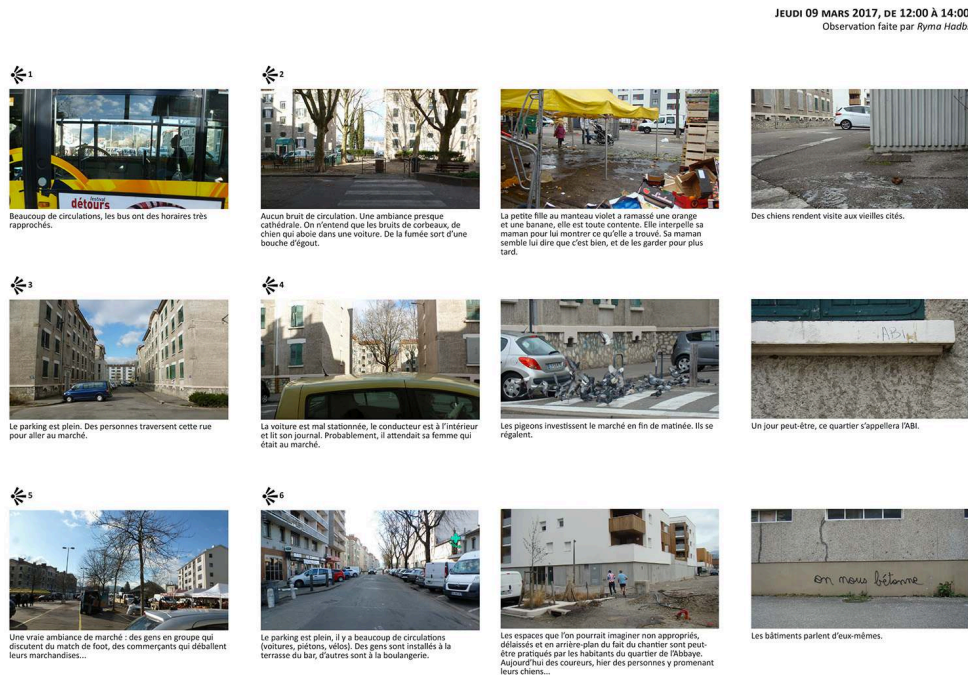 JEUDI 09 MARS 2017, DE 12:00 À 14:00
Observation faite par Ryma Hadbi
1
2
festival
détours
Beaucoup de circulations, les bus ont des horaires très
rapprochés.
Aucun bruit de circulation. Une ambiance presque
cathédrale. On n'entend que les bruits de corbeaux, de
chien qui aboie dans une voiture. De la fumée sort d'une
bouche d'égout.
La petite fille au manteau violet a ramassé une orange
et une banane, elle est toute contente. Elle interpelle sa
maman pour lui montrer ce qu'elle a trouvé. Sa maman
semble lui dire que c'est bien, et de les garder pour plus
tard.
Des chiens rendent visite aux vieilles cités.
3
4
ABI
Le parking est plein. Des personnes traversent cette rue
pour aller au marché.
La voiture est mal stationnée, le conducteur est à l'intérieur
et lit son journal. Probablement, il attendait sa femme qui
était au marché.
Les pigeons investissent le marché en fin de matinée. Ils se
régalent.
Un jour peut-être, ce quartier s'appellera l'ABI.
5
6
on nous bétonne
Une vraie ambiance de marché : des gens en groupe qui
discutent du match de foot, des commerçants qui déballent
leurs marchandises...
Le parking est plein, il y a beaucoup de circulations
(voitures, piétons, vélos). Des gens sont installés à la
terrasse du bar, d'autres sont à la boulangerie.
Les espaces que l'on pourrait imaginer non appropriés,
délaissés et en arrière-plan du fait du chantier sont peut-
être pratiqués par les habitants du quartier de l'Abbaye.
Aujourd'hui des coureurs, hier des personnes y promenant
leurs chiens...
Les bâtiments parlent d'eux-mêmes.